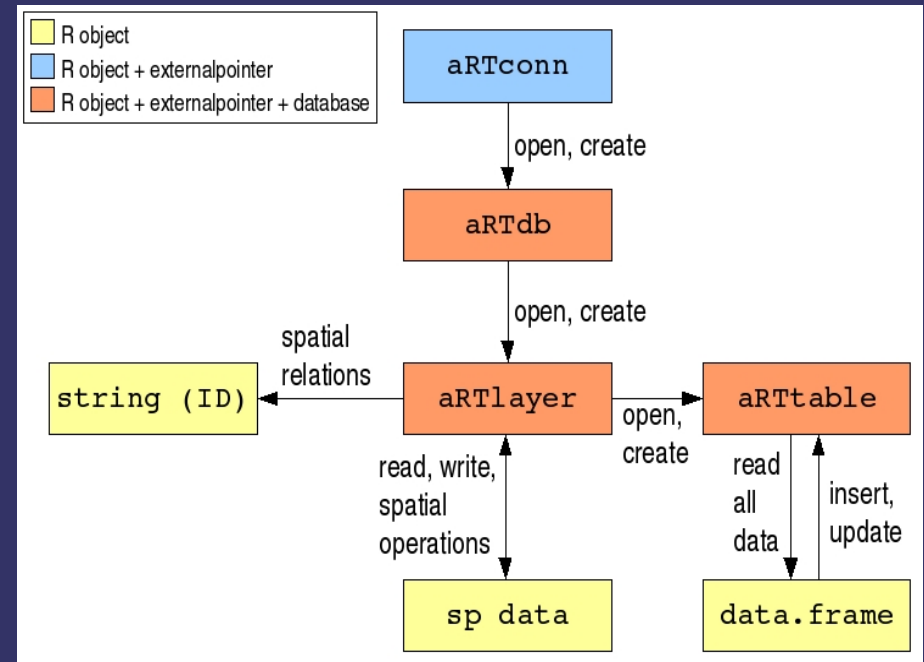 R object
R object + externalpointer
R object + externalpointer + database
aRTconn
open, create
aRTdb
open, create
spatial
relations
string (ID)
aRTlayer
open,
create
aRTtable
read, write,
spatial
operations
read
all
data
insert,
update
sp data
data.frame